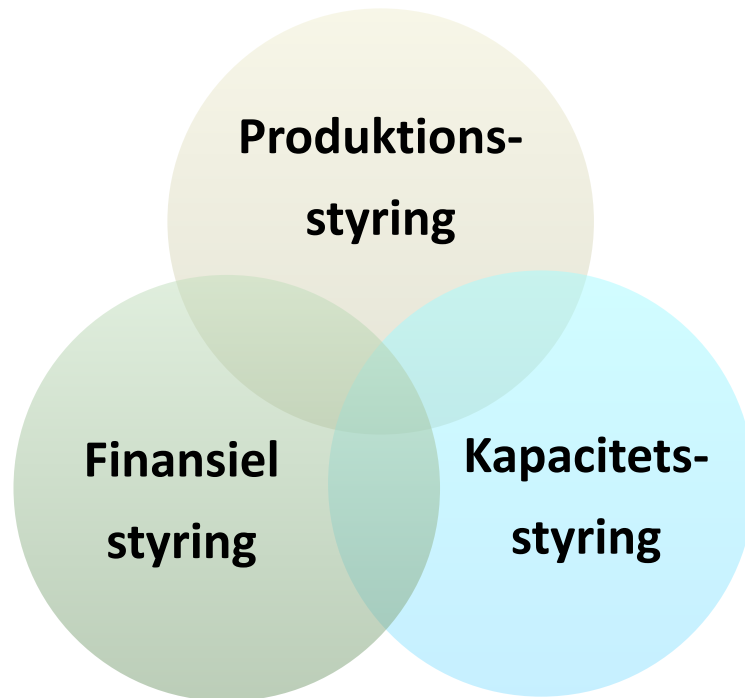 Produktions-
styring
Finansiel
styring
Kapacitets-
styring